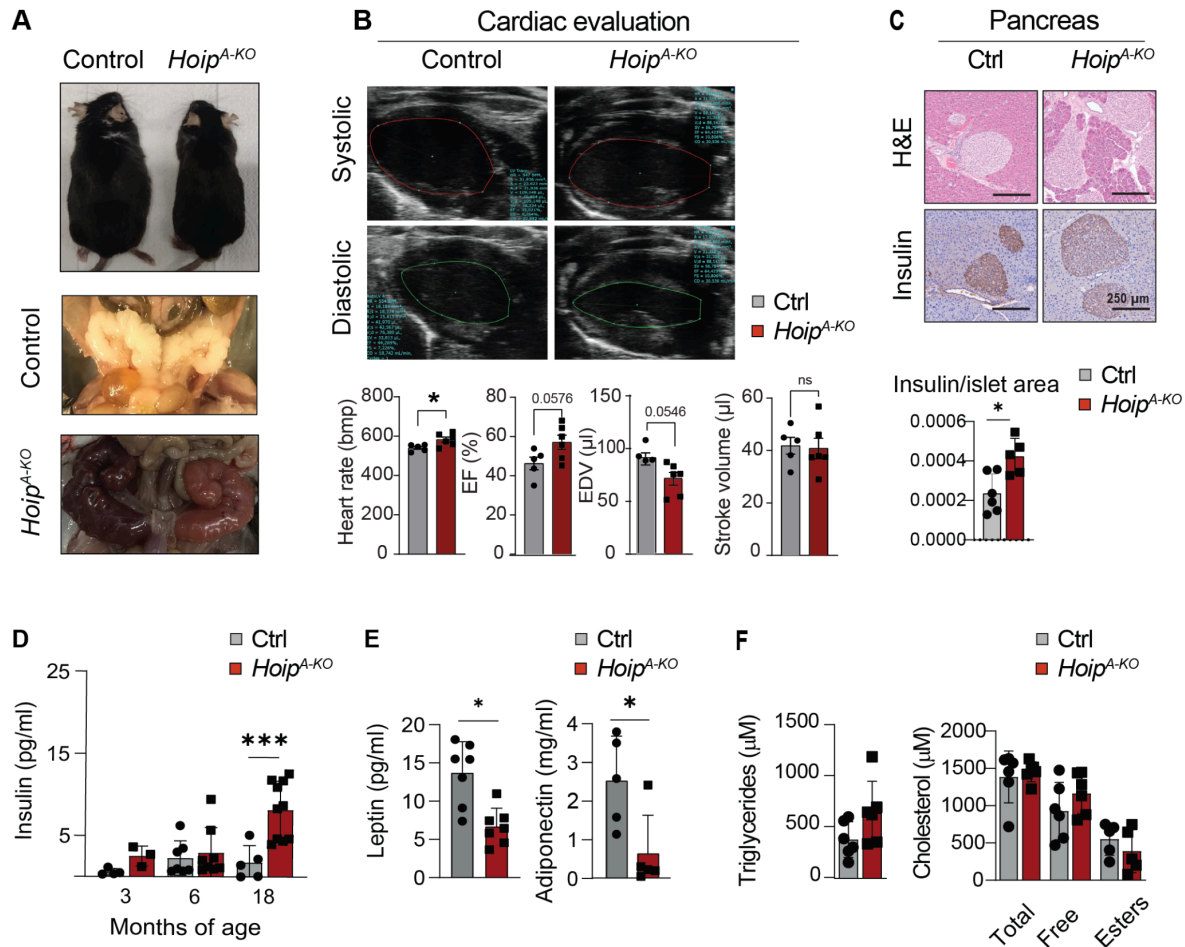 A
Control Hoip^A-KO
Control
Hoip^A-KO
B
Cardiac evaluation
Control Hoip^A-KO
Systolic
Diastolic
Ctrl
Hoip^A-KO
Heart rate (bmp)
800
600
400
200
0
*
EF (%)
80
60
40
20
0
0.0576
EDV (µl)
150
100
50
0
0.0546
Stroke volume (µl)
60
40
20
0
ns
C
Pancreas
Ctrl Hoip^A-KO
H&E
Insulin
250 µm
Insulin/islet area
Ctrl
Hoip^A-KO
0.0006
0.0004
0.0002
0.0000
*
D
Ctrl
Hoip^A-KO
Insulin (pg/ml)
25
15
5
***
3 6 18
Months of age
E
Ctrl
Hoip^A-KO
Leptin (pg/ml)
20
15
10
5
0
*
Adiponectin (mg/ml)
4
3
2
1
0
*
F
Ctrl
Hoip^A-KO
Triglycerides (µM)
1500
1000
500
0
Cholesterol (µM)
2000
1500
1000
500
0
Total
Free
Esters